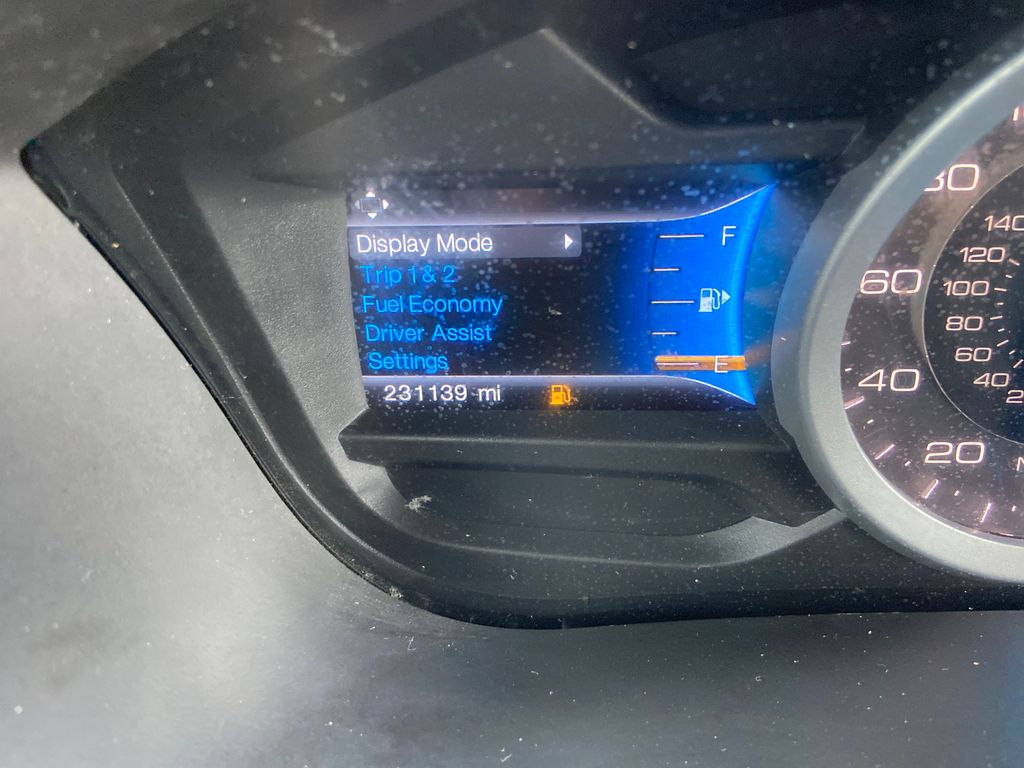 Display Mode
Trip 1 & 2
Fuel Economy
Driver Assist
Settings
231139 mi
F
E
80
60
40
20
140
120
100
80
60
40